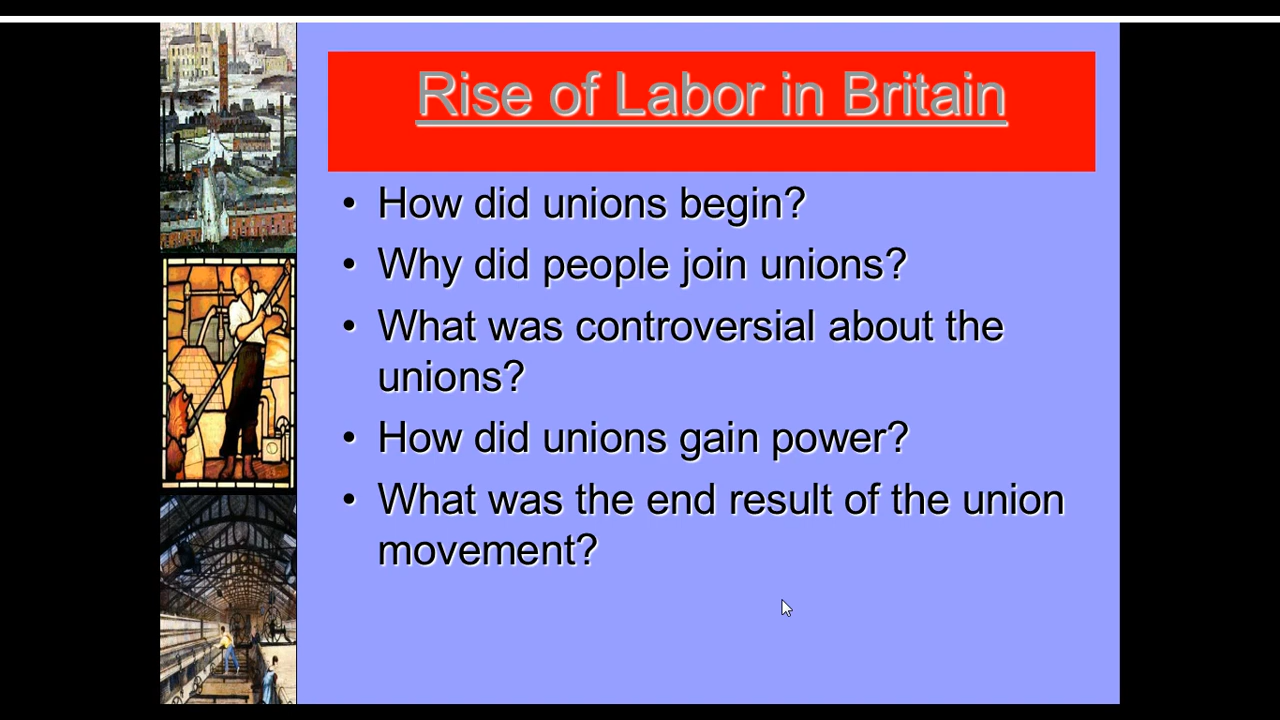 Rise of Labor in Britain
• How did unions begin?
• Why did people join unions?
• What was controversial about the
unions?
• How did unions gain power?
• What was the end result of the union
movement?